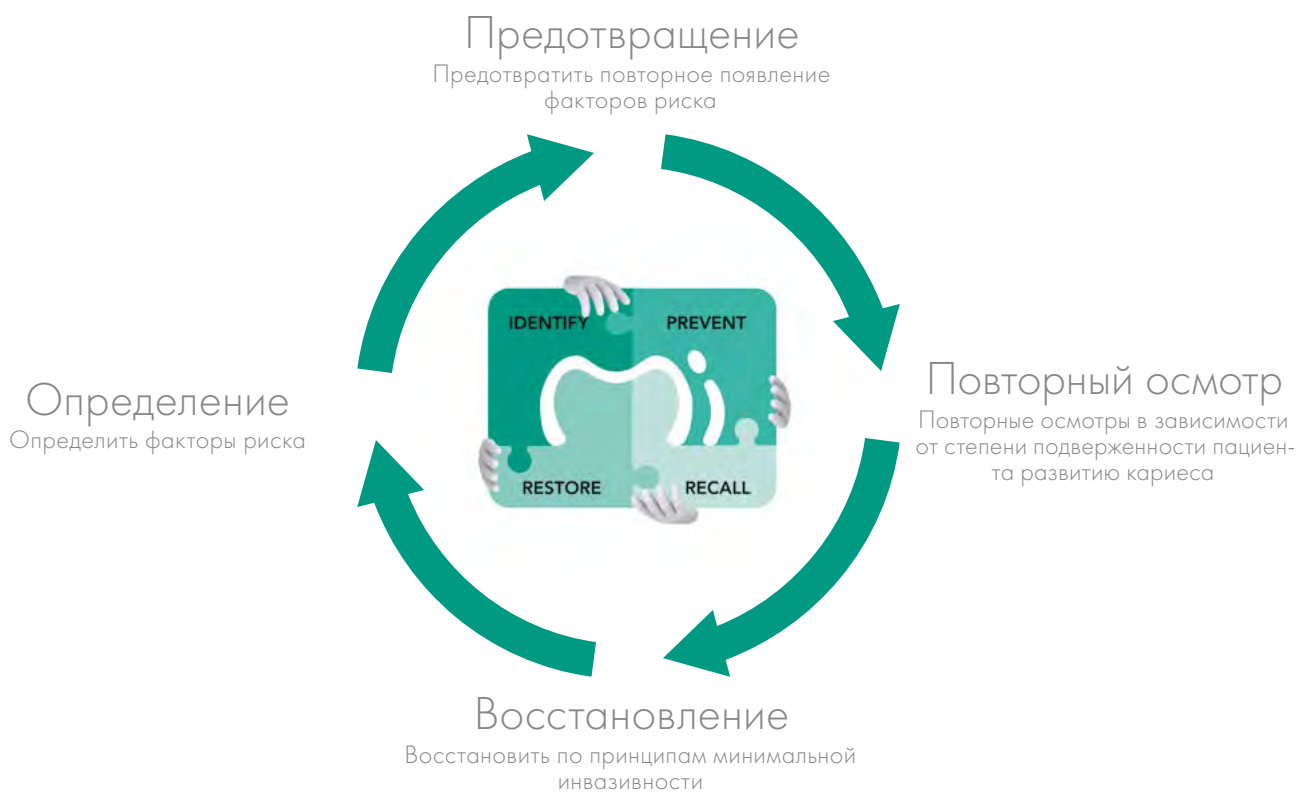 Предотвращение
Предотвратить повторное появление
факторов риска
IDENTIFY
PREVENT
Определение
Определить факторы риска
Повторный осмотр
Повторные осмотры в зависимости
от степени подверженности пациен-
та развитию кариеса
RESTORE
RECALL
Восстановление
Восстановить по принципам минимальной
инвазивности